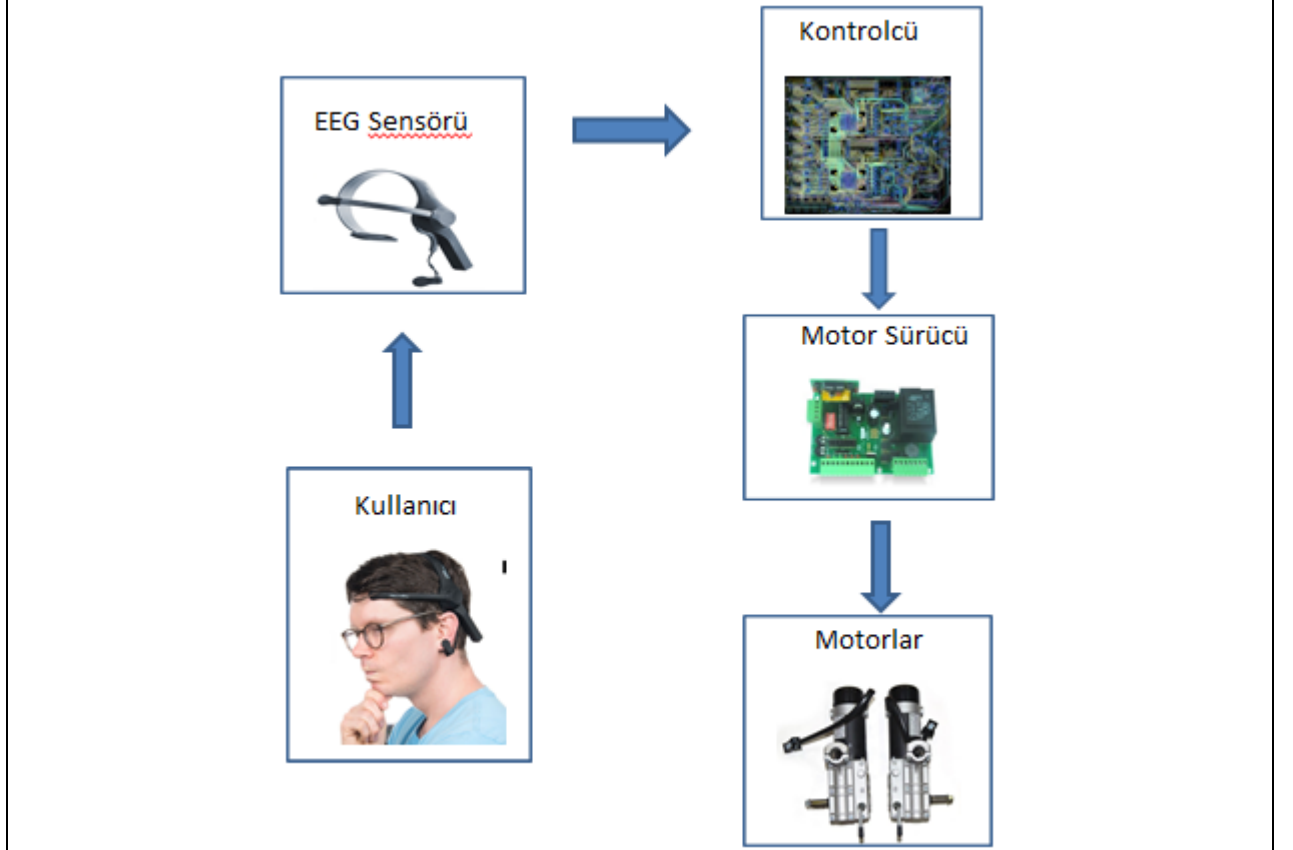 Kontrolcü
EEG Sensörü
Motor Sürücü
Kullanıcı
Motorlar